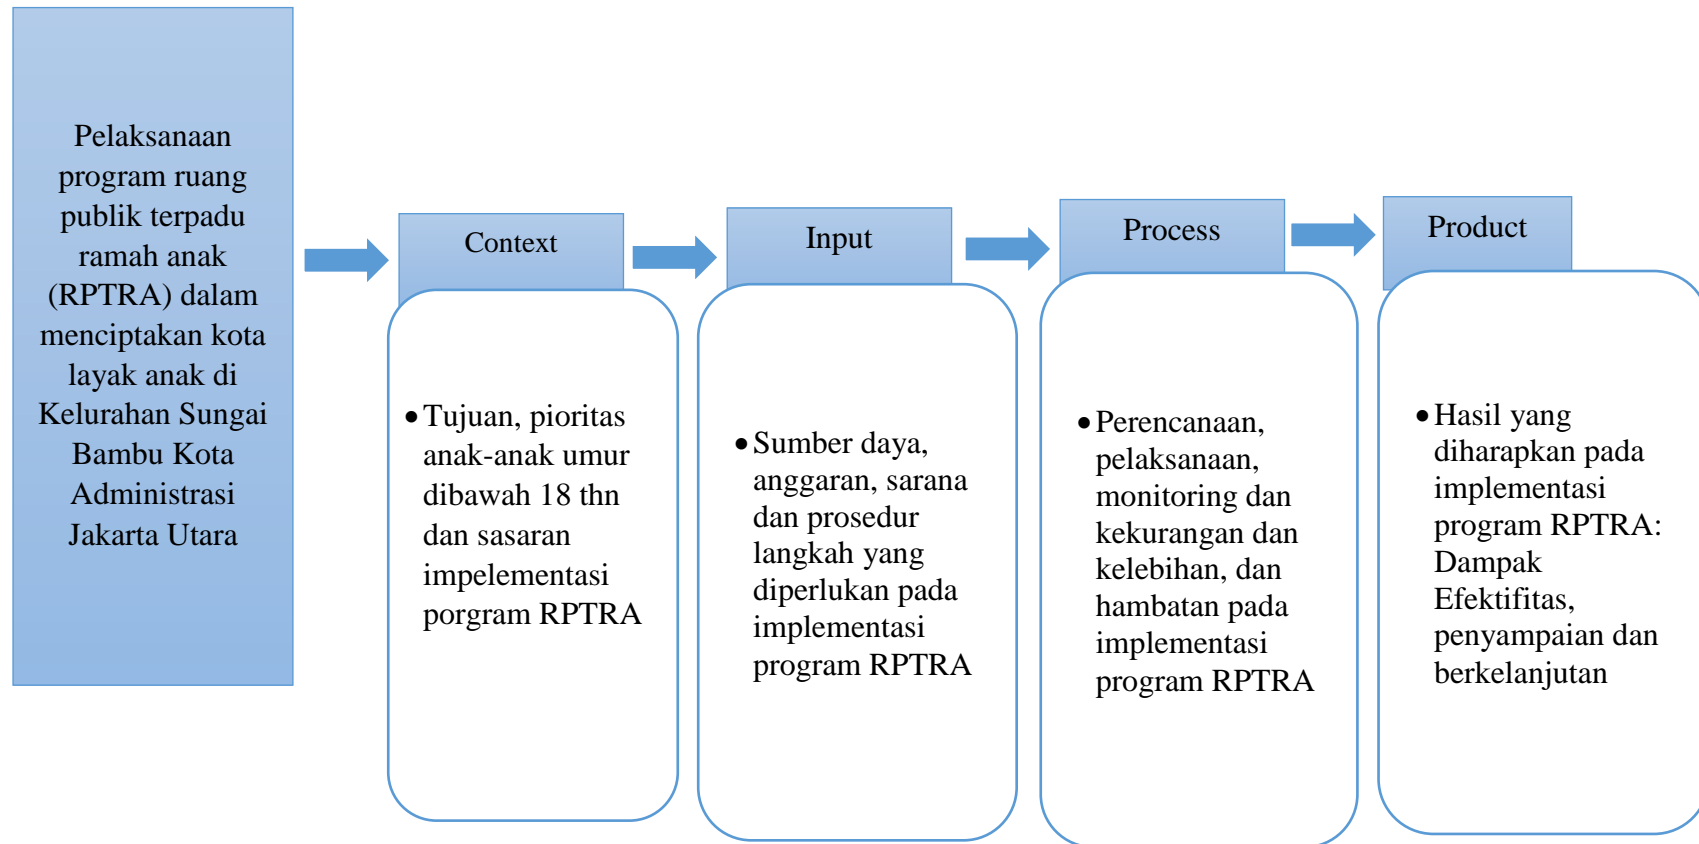 Pelaksanaan
program ruang
publik terpadu
ramah anak
(RPTRA) dalam
menciptakan kota
layak anak di
Kelurahan Sungai
Bambu Kota
Administrasi
Jakarta Utara
Context
• Tujuan, pioritas
anak-anak umur
dibawah 18 thn
dan sasaran
impelementasi
porgram RPTRA
Input
• Sumber daya,
anggaran, sarana
dan prosedur
langkah yang
diperlukan pada
implementasi
program RPTRA
Process
• Perencanaan,
pelaksanaan,
monitoring dan
kekurangan dan
kelebihan, dan
hambatan pada
implementasi
program RPTRA
Product
• Hasil yang
diharapkan pada
implementasi
program RPTRA:
Dampak
Efektifitas,
penyampaian dan
berkelanjutan